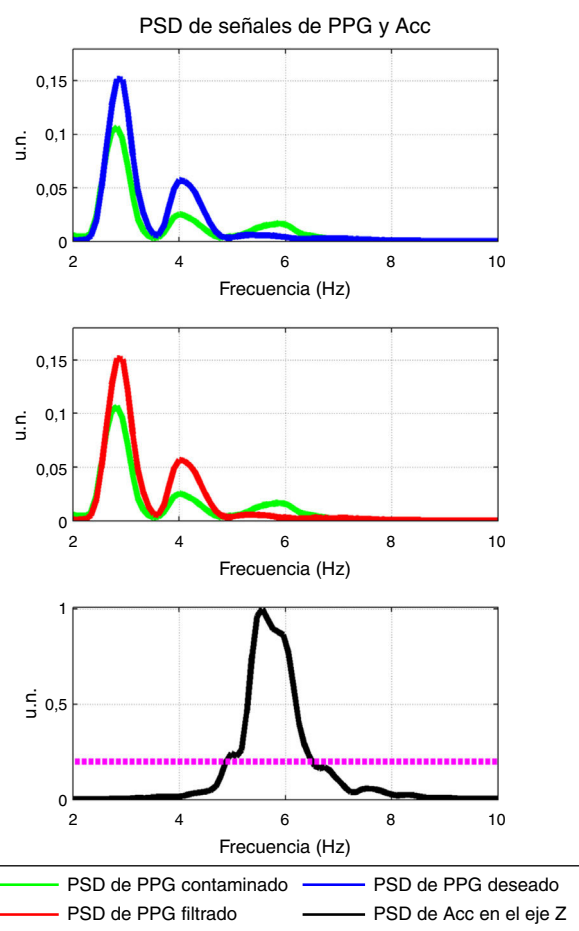 PSD de señales de PPG y Acc
0,15
0,1
0,05
0
u.n.
2 4 6 8 10
Frecuencia (Hz)
0,15
0,1
0,05
0
u.n.
2 4 6 8 10
Frecuencia (Hz)
1
0,5
0
u.n.
2 4 6 8 10
Frecuencia (Hz)
PSD de PPG contaminado PSD de PPG deseado
PSD de PPG filtrado PSD de Acc en el eje Z